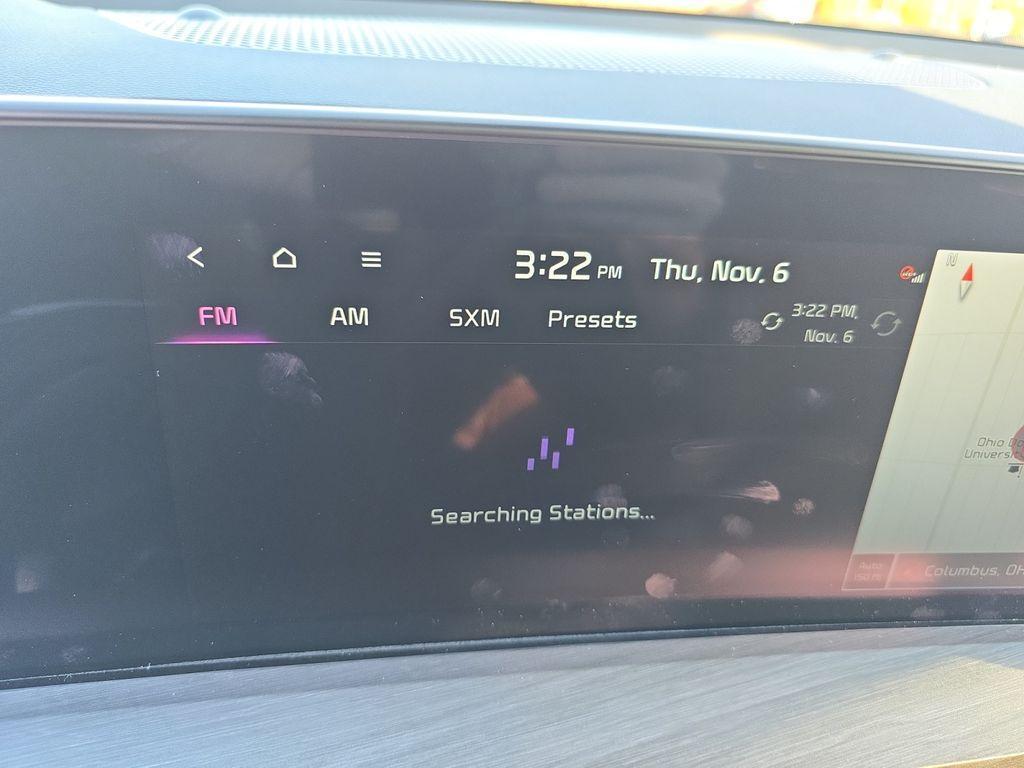 3:22 PM Thu, Nov. 6
FM AM SXM Presets
3:22 PM,
Nov. 6
N
Searching Stations...
Ohio
Auto
Columbus, OH